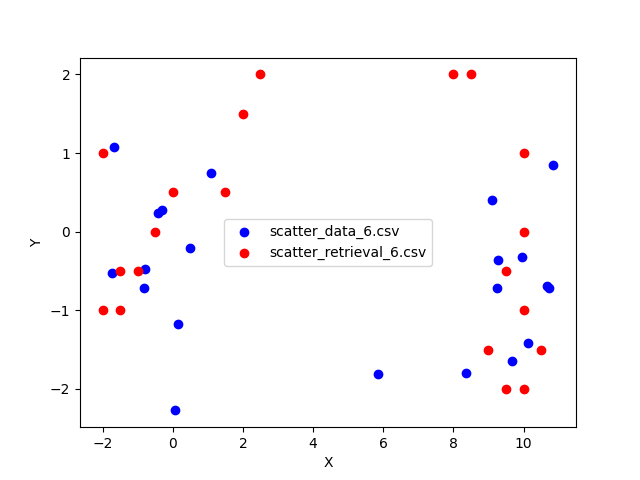 2
1
0
−1
−2
Y
scatter_data_6.csv
scatter_retrieval_6.csv
−2 0 2 4 6 8 10
X